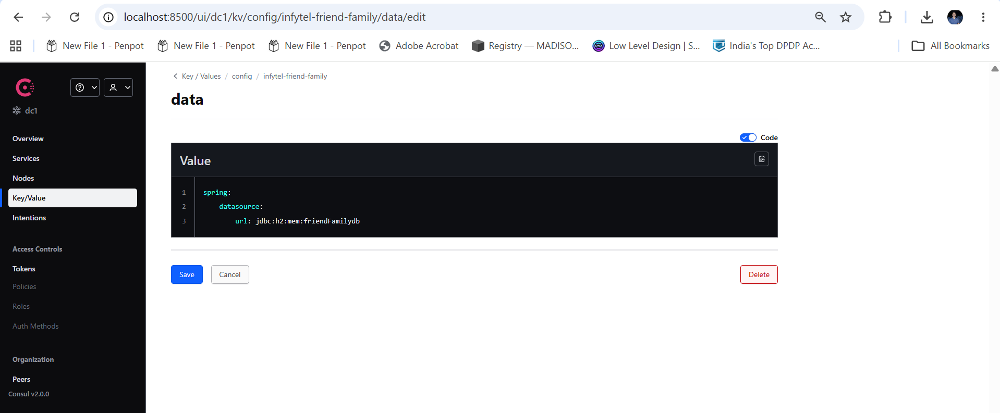 localhost:8500/ui/dc1/kv/config/infytel-friend-family/data/edit
New File 1 - Penpot
New File 1 - Penpot
New File 1 - Penpot
Adobe Acrobat
Registry — MADISO...
CWA
Low Level Design | S...
India's Top DPDP Ac...
All Bookmarks
dc1
Overview
Services
Nodes
Key/Value
Intentions
Access Controls
Tokens
Policies
Roles
Auth Methods
Organization
Peers
Consul v2.0.0
Key / Values / config / infytel-friend-family
data
Code
Value
1 spring:
2     datasource:
3         url: jdbc:h2:mem:friendFamilydb
Save
Cancel
Delete